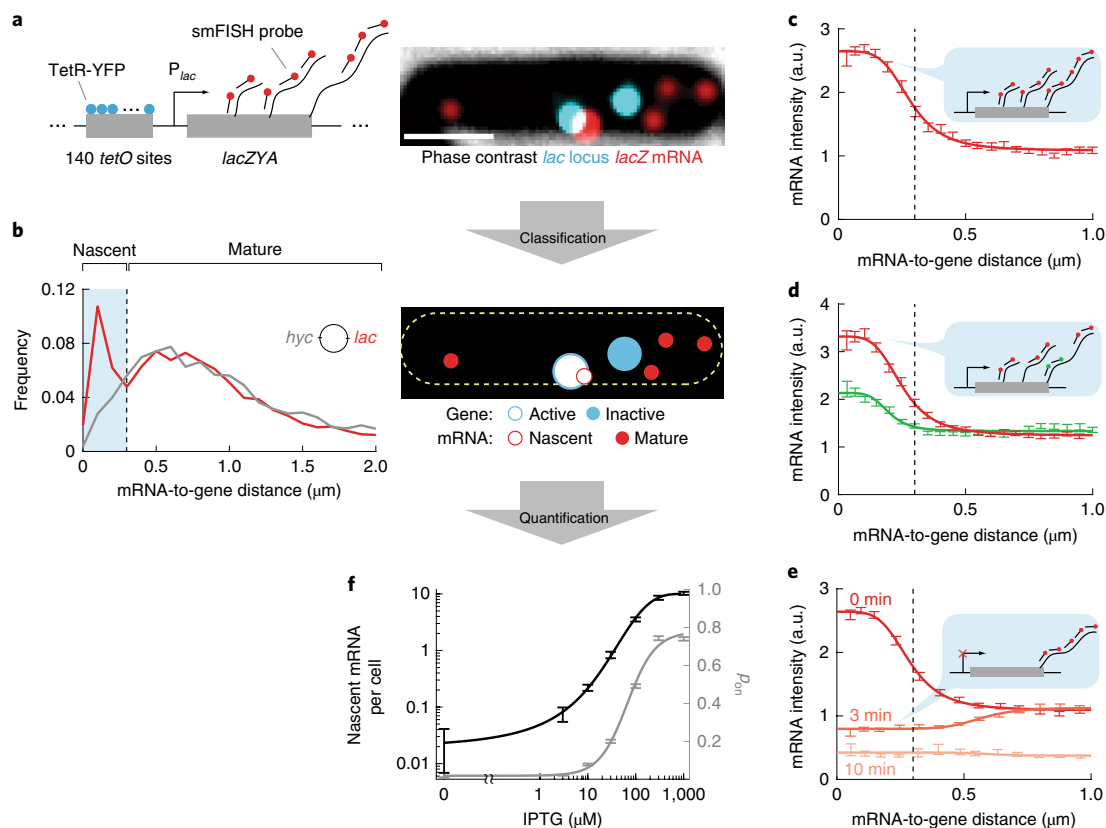 a
smFISH probe
TetR-YFP
Plac
...
...
...
140 tetO sites
lacZYA
Phase contrast lac locus lacZ mRNA
Classification
b
Nascent
Mature
0.12
0.08
0.04
0
Frequency
hyc
lac
0
0.5
1.0
1.5
2.0
mRNA-to-gene distance (μm)
Gene: Active Inactive
mRNA: Nascent Mature
Quantification
f
10
1
0.1
0.01
Nascent mRNA
per cell
1.0
0.8
0.6
0.4
0.2
Pon
0
1
10
100
1,000
IPTG (μM)
c
3
2
1
0
mRNA intensity (a.u.)
0
0.5
1.0
mRNA-to-gene distance (μm)
d
4
3
2
1
0
mRNA intensity (a.u.)
0
0.5
1.0
mRNA-to-gene distance (μm)
e
3
2
1
0
mRNA intensity (a.u.)
0 min
3 min
10 min
0
0.5
1.0
mRNA-to-gene distance (μm)